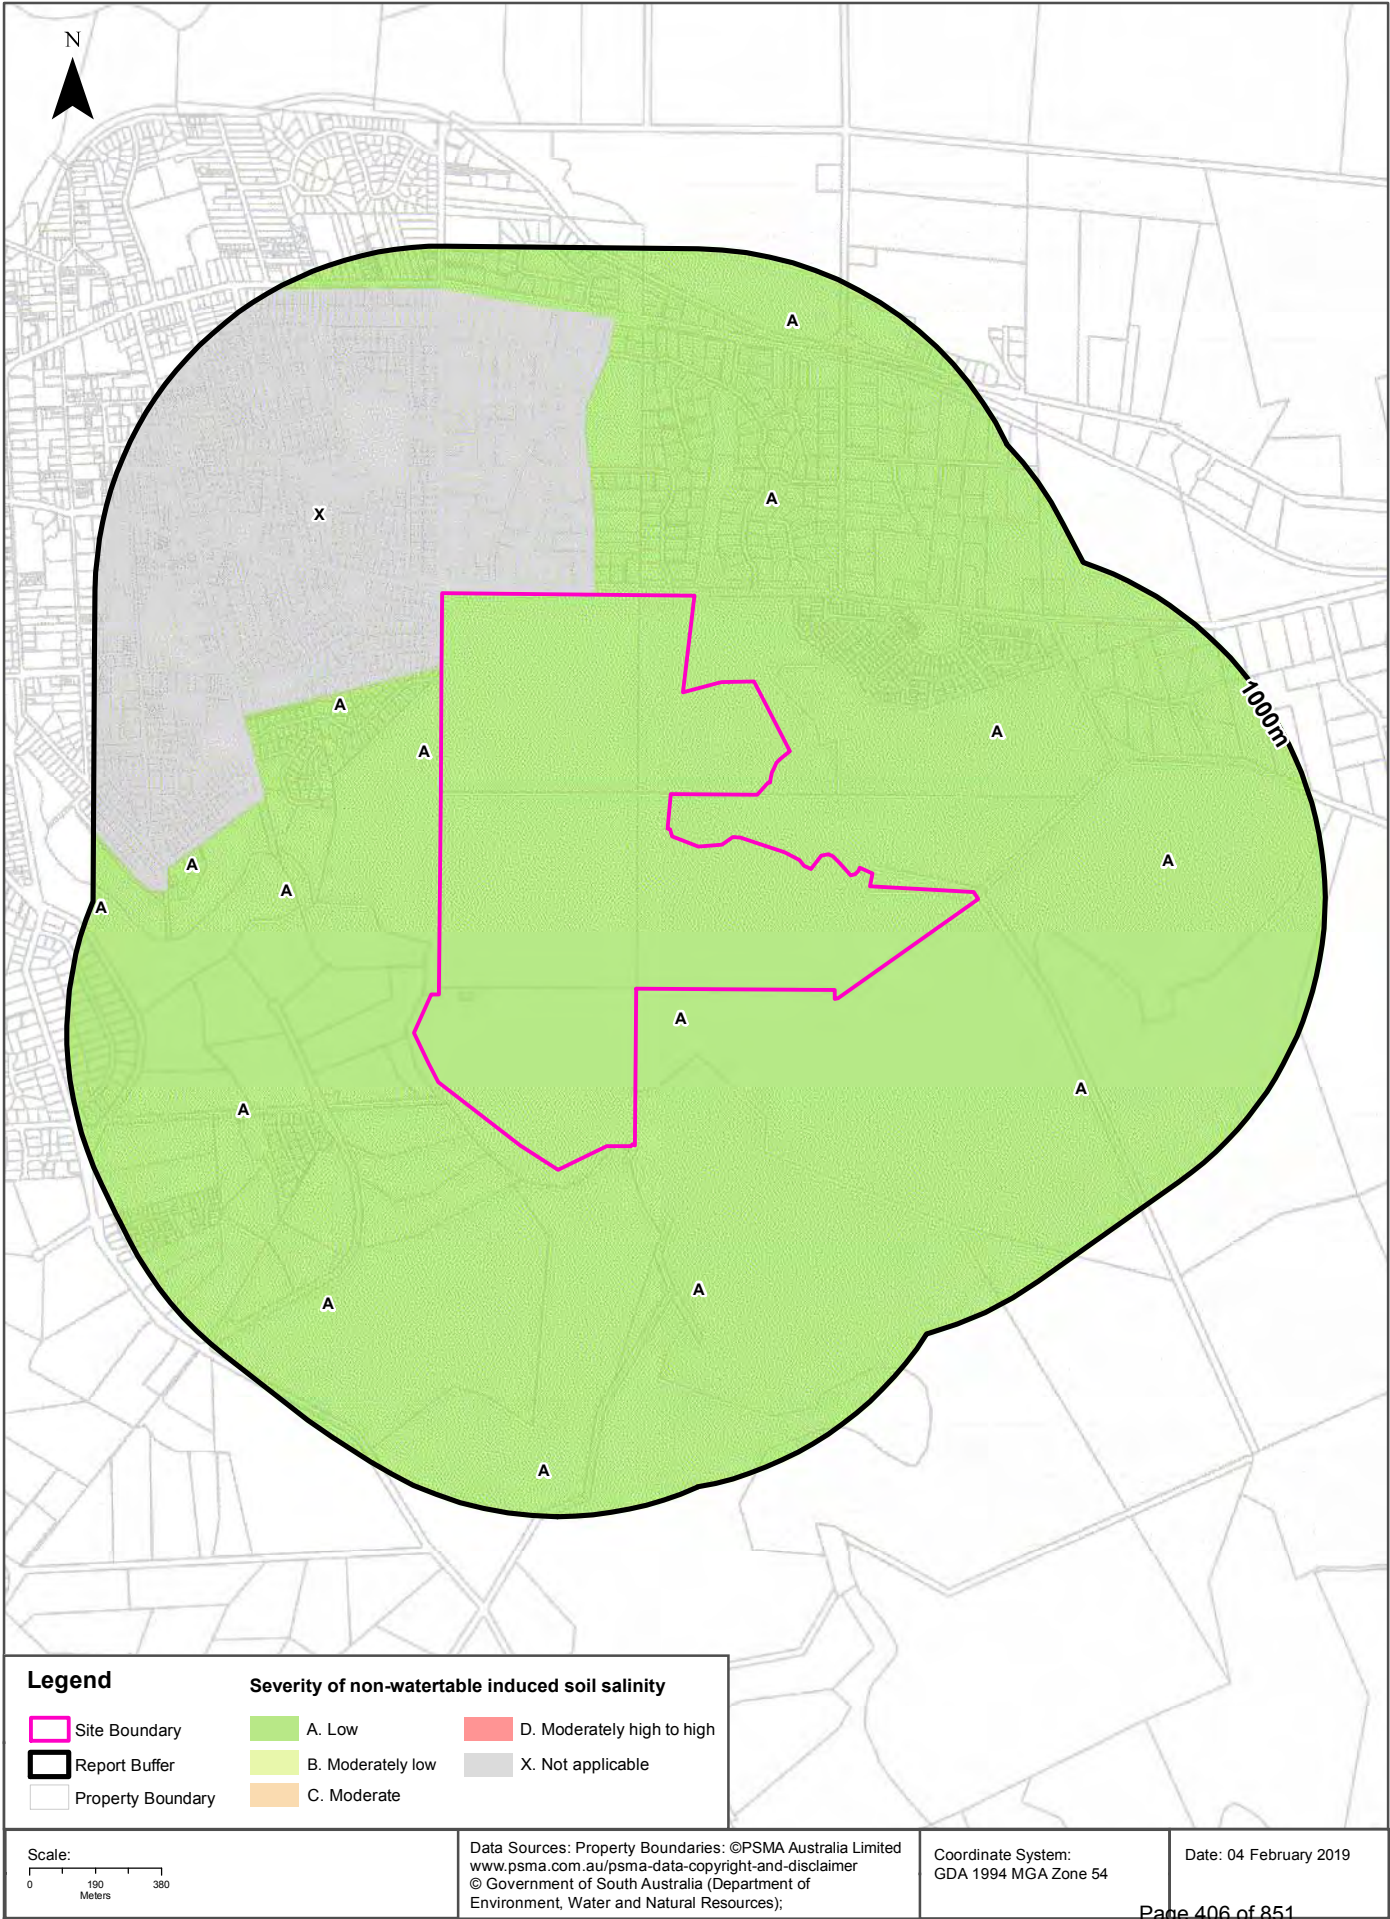 N
A
A
X
A
A
A
1000m
A
A
A
A
A
A
A
A
A
A
Legend
Severity of non-watertable induced soil salinity
Site Boundary
Report Buffer
Property Boundary
A. Low
B. Moderately low
C. Moderate
D. Moderately high to high
X. Not applicable
Scale:
0 190 380
Meters
Data Sources: Property Boundaries: ©PSMA Australia Limited
www.psma.com.au/psma-data-copyright-and-disclaimer
© Government of South Australia (Department of
Environment, Water and Natural Resources);
Coordinate System:
GDA 1994 MGA Zone 54
Date: 04 February 2019
Page 406 of 851